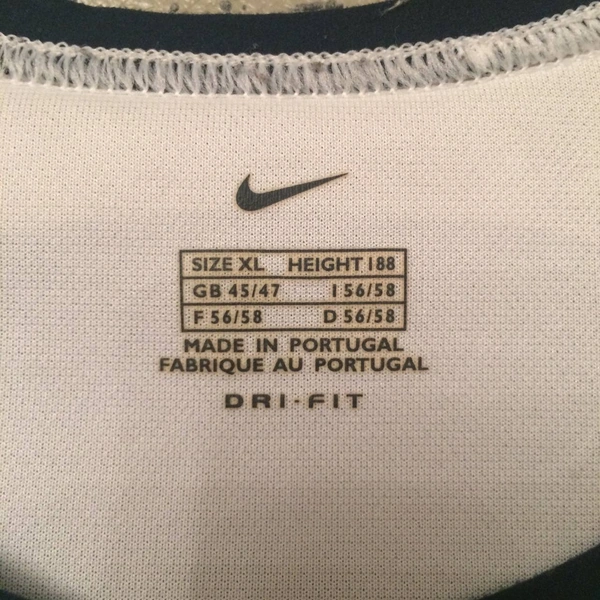 SIZE XL HEIGHT 188
GB 45/47 I 56/58
F 56/58 D 56/58
MADE IN PORTUGAL
FABRIQUE AU PORTUGAL
DRI-FIT